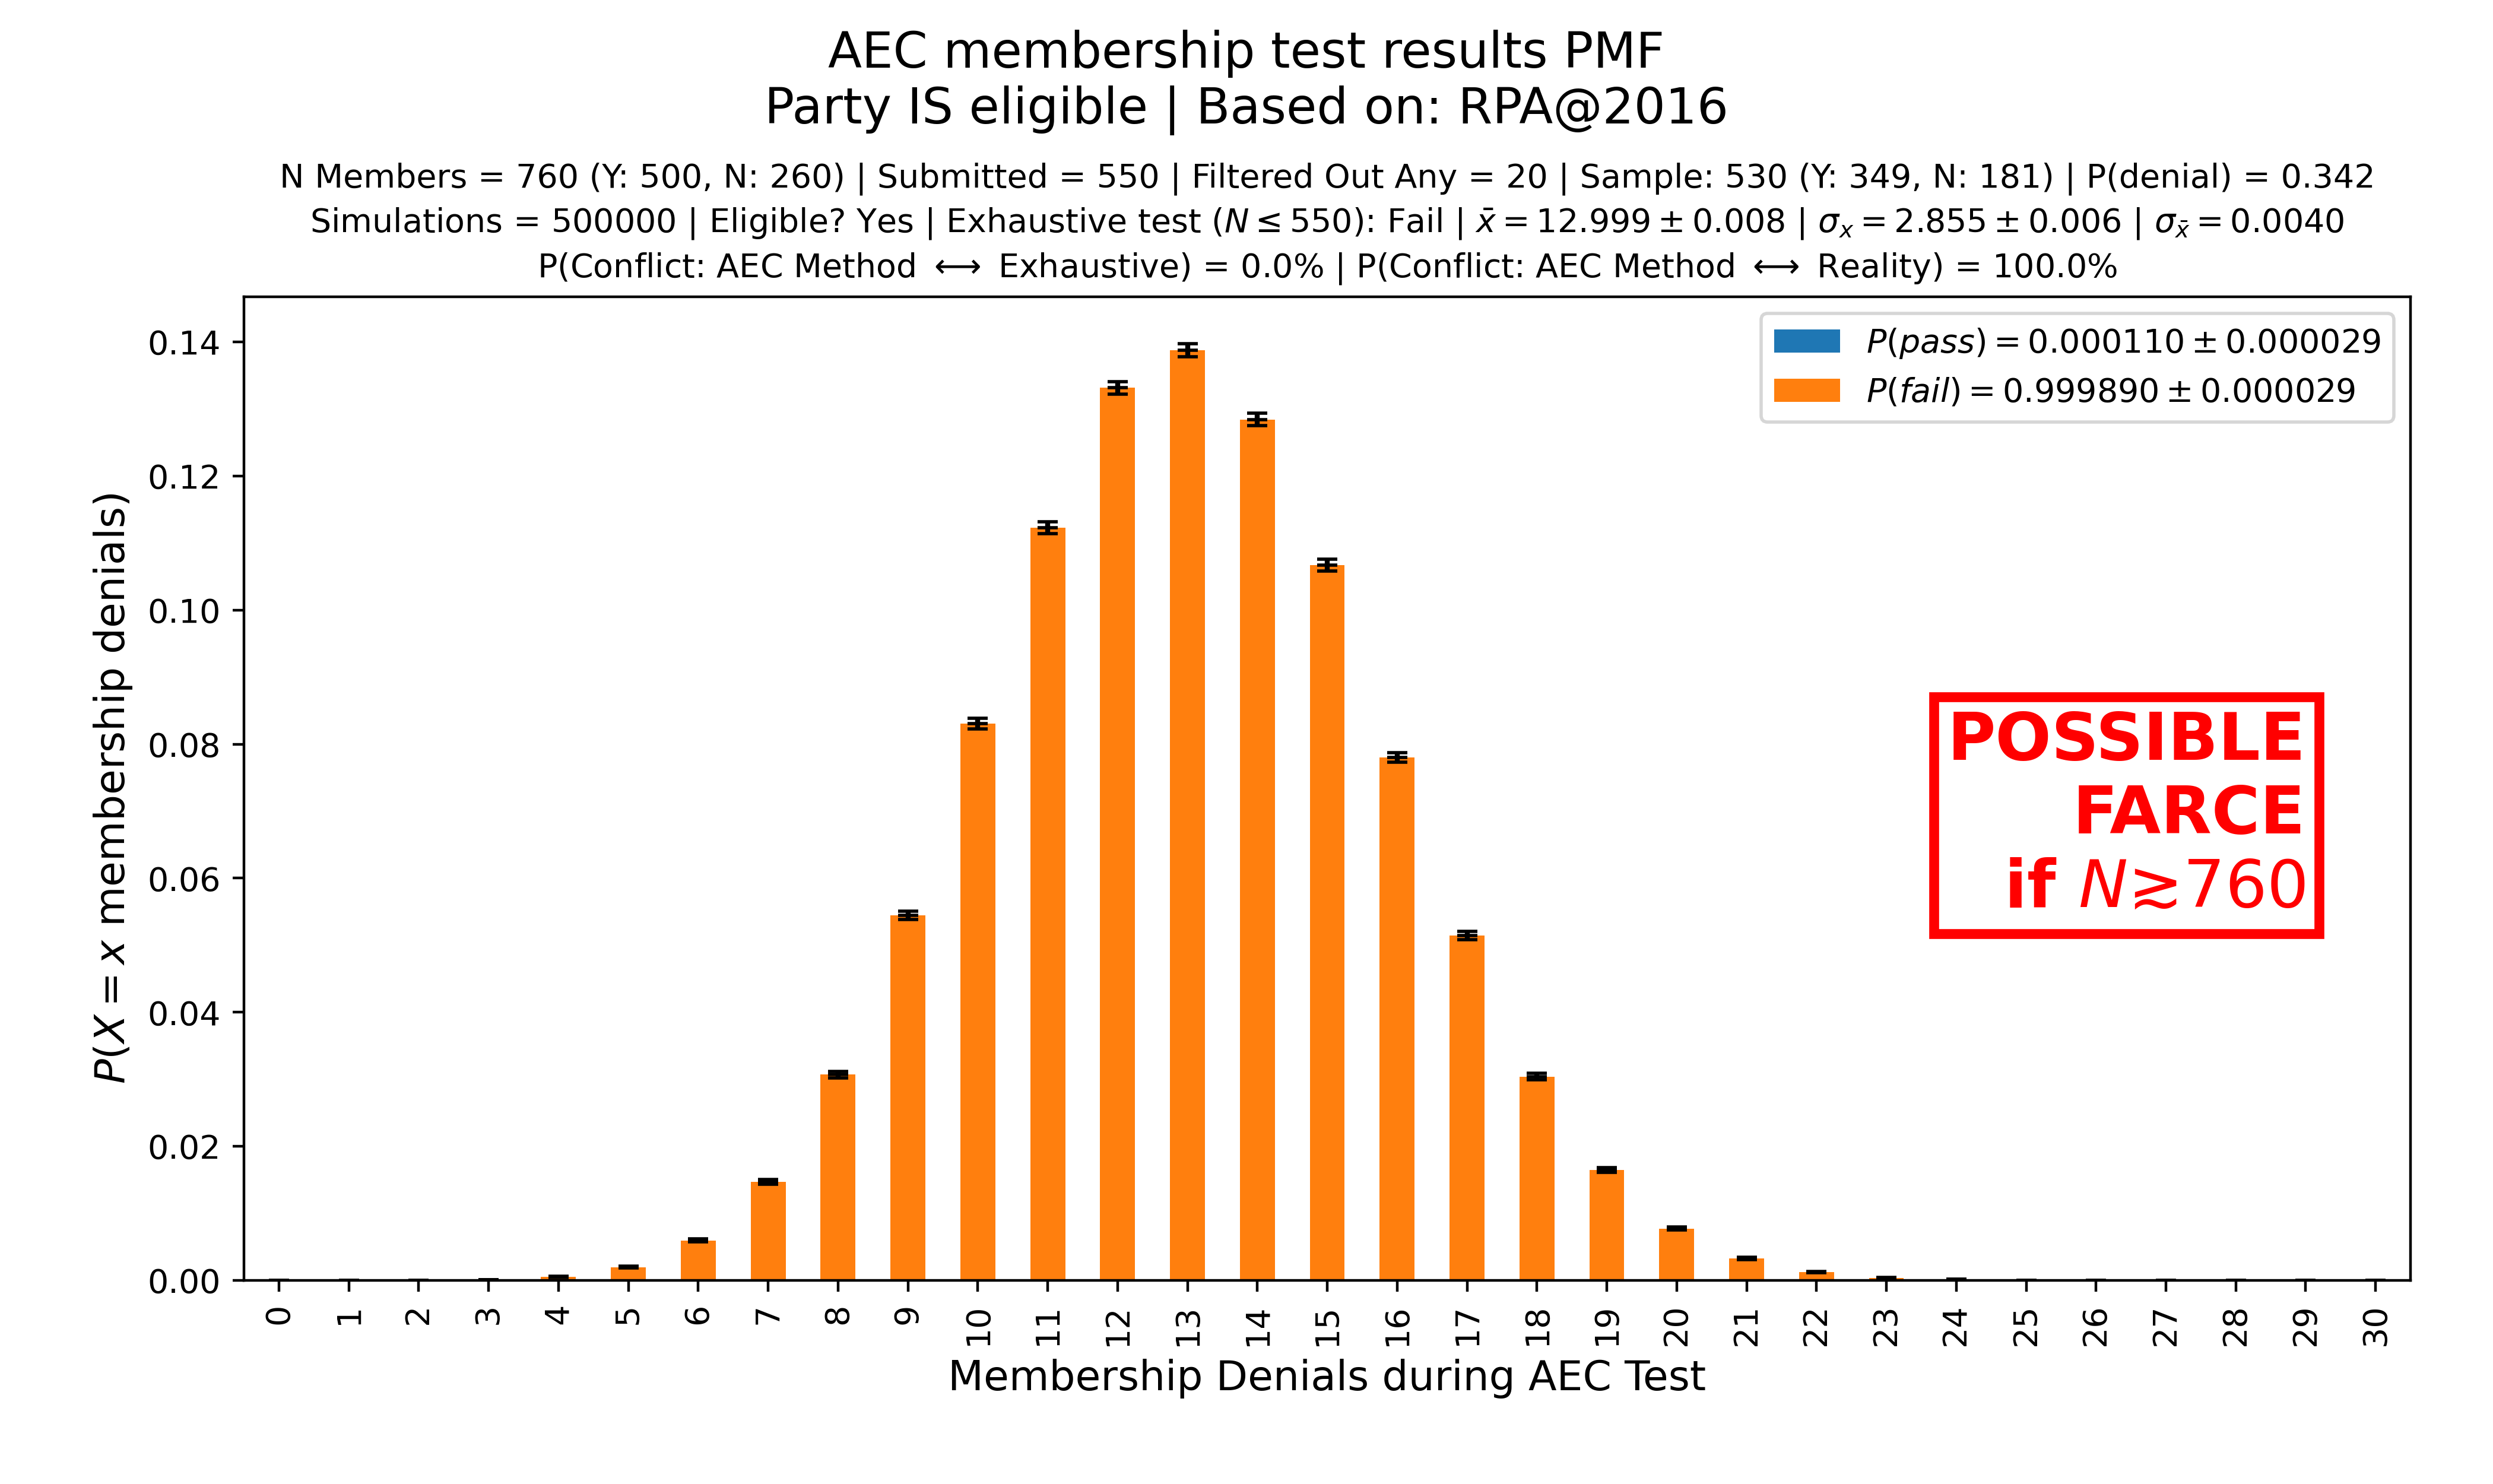 AEC membership test results PMF
Party IS eligible | Based on: RPA@2016
N Members = 760 (Y: 500, N: 260) | Submitted = 550 | Filtered Out Any = 20 | Sample: 530 (Y: 349, N: 181) | P(denial) = 0.342
Simulations = 500000 | Eligible? Yes | Exhaustive test (N ≤ 550): Fail | x̄ = 12.999 ± 0.008 | σₓ = 2.855 ± 0.006 | σ_x̄ = 0.0040
P(Conflict: AEC Method ⟷ Exhaustive) = 0.0% | P(Conflict: AEC Method ⟷ Reality) = 100.0%
P(pass) = 0.000110 ± 0.000029
P(fail) = 0.999890 ± 0.000029
POSSIBLE
FARCE
if N≳760
P(X = x membership denials)
0.14
0.12
0.10
0.08
0.06
0.04
0.02
0.00
0 1 2 3 4 5 6 7 8 9 10 11 12 13 14 15 16 17 18 19 20 21 22 23 24 25 26 27 28 29 30
Membership Denials during AEC Test